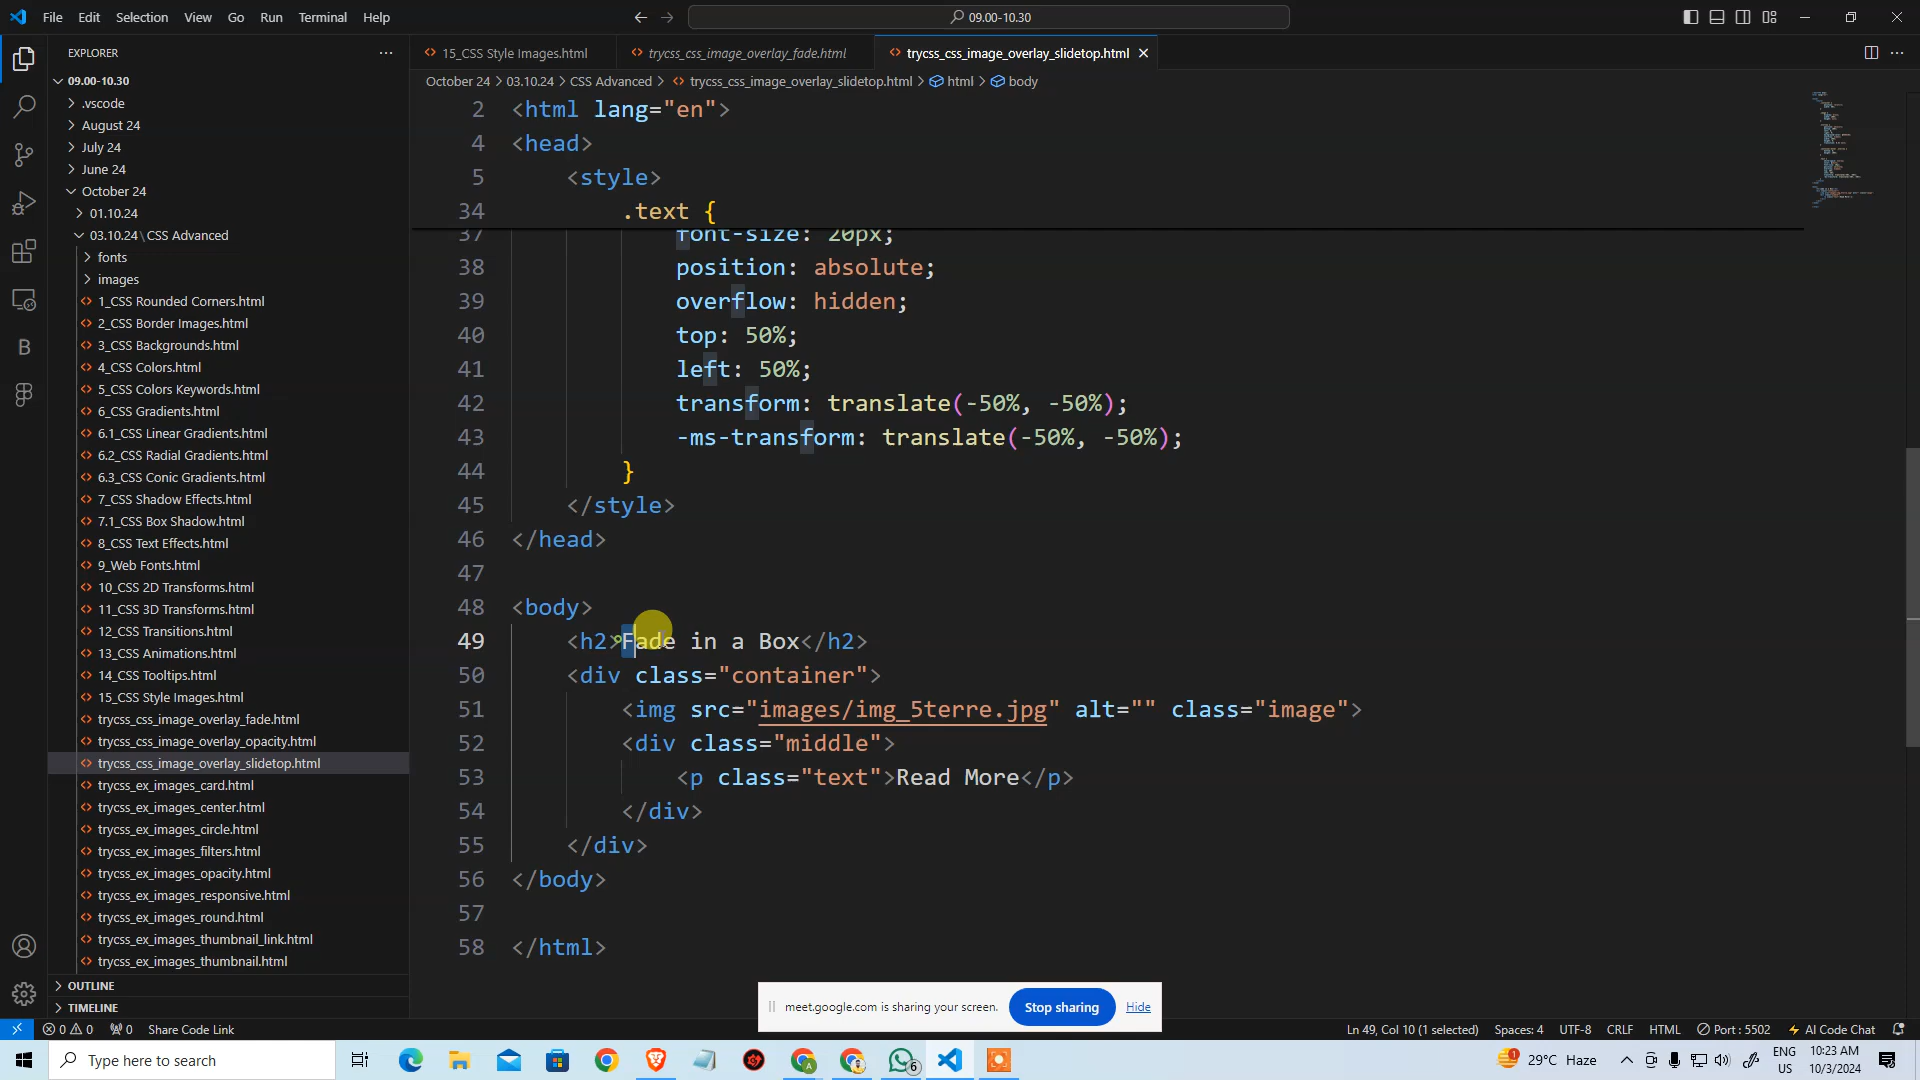 File Edit Selection View Go Run Terminal Help
09.00-10.30
EXPLORER
15_CSS Style Images.html
trycss_css_image_overlay_fade.html
trycss_css_image_overlay_slidetop.html
October 24 > 03.10.24 > CSS Advanced > trycss_css_image_overlay_slidetop.html > html > body
09.00-10.30
.vscode
August 24
July 24
June 24
October 24
01.10.24
03.10.24\CSS Advanced
fonts
images
1_CSS Rounded Corners.html
2_CSS Border Images.html
3_CSS Backgrounds.html
4_CSS Colors.html
5_CSS Colors Keywords.html
6_CSS Gradients.html
6.1_CSS Linear Gradients.html
6.2_CSS Radial Gradients.html
6.3_CSS Conic Gradients.html
7_CSS Shadow Effects.html
7.1_CSS Box Shadow.html
8_CSS Text Effects.html
9_Web Fonts.html
10_CSS 2D Transforms.html
11_CSS 3D Transforms.html
12_CSS Transitions.html
13_CSS Animations.html
14_CSS Tooltips.html
15_CSS Style Images.html
trycss_css_image_overlay_fade.html
trycss_css_image_overlay_opacity.html
trycss_css_image_overlay_slidetop.html
trycss_ex_images_card.html
trycss_ex_images_center.html
trycss_ex_images_circle.html
trycss_ex_images_filters.html
trycss_ex_images_opacity.html
trycss_ex_images_responsive.html
trycss_ex_images_round.html
trycss_ex_images_thumbnail_link.html
trycss_ex_images_thumbnail.html
OUTLINE
TIMELINE
2 <html lang="en">
4 <head>
5 <style>
34 .text {
37 font-size: 20px;
38 position: absolute;
39 overflow: hidden;
40 top: 50%;
41 left: 50%;
42 transform: translate(-50%, -50%);
43 -ms-transform: translate(-50%, -50%);
44 }
45 </style>
46 </head>
47
48 <body>
49 <h2>Fade in a Box</h2>
50 <div class="container">
51 <img src="images/img_5terre.jpg" alt="" class="image">
52 <div class="middle">
53 <p class="text">Read More</p>
54 </div>
55 </div>
56 </body>
57
58 </html>
meet.google.com is sharing your screen. Stop sharing Hide
0 0 0 Share Code Link
Ln 49, Col 10 (1 selected) Spaces: 4 UTF-8 CRLF HTML Port : 5502 AI Code Chat
Type here to search
6
1 29°C Haze
ENG
US
10:23 AM
10/3/2024